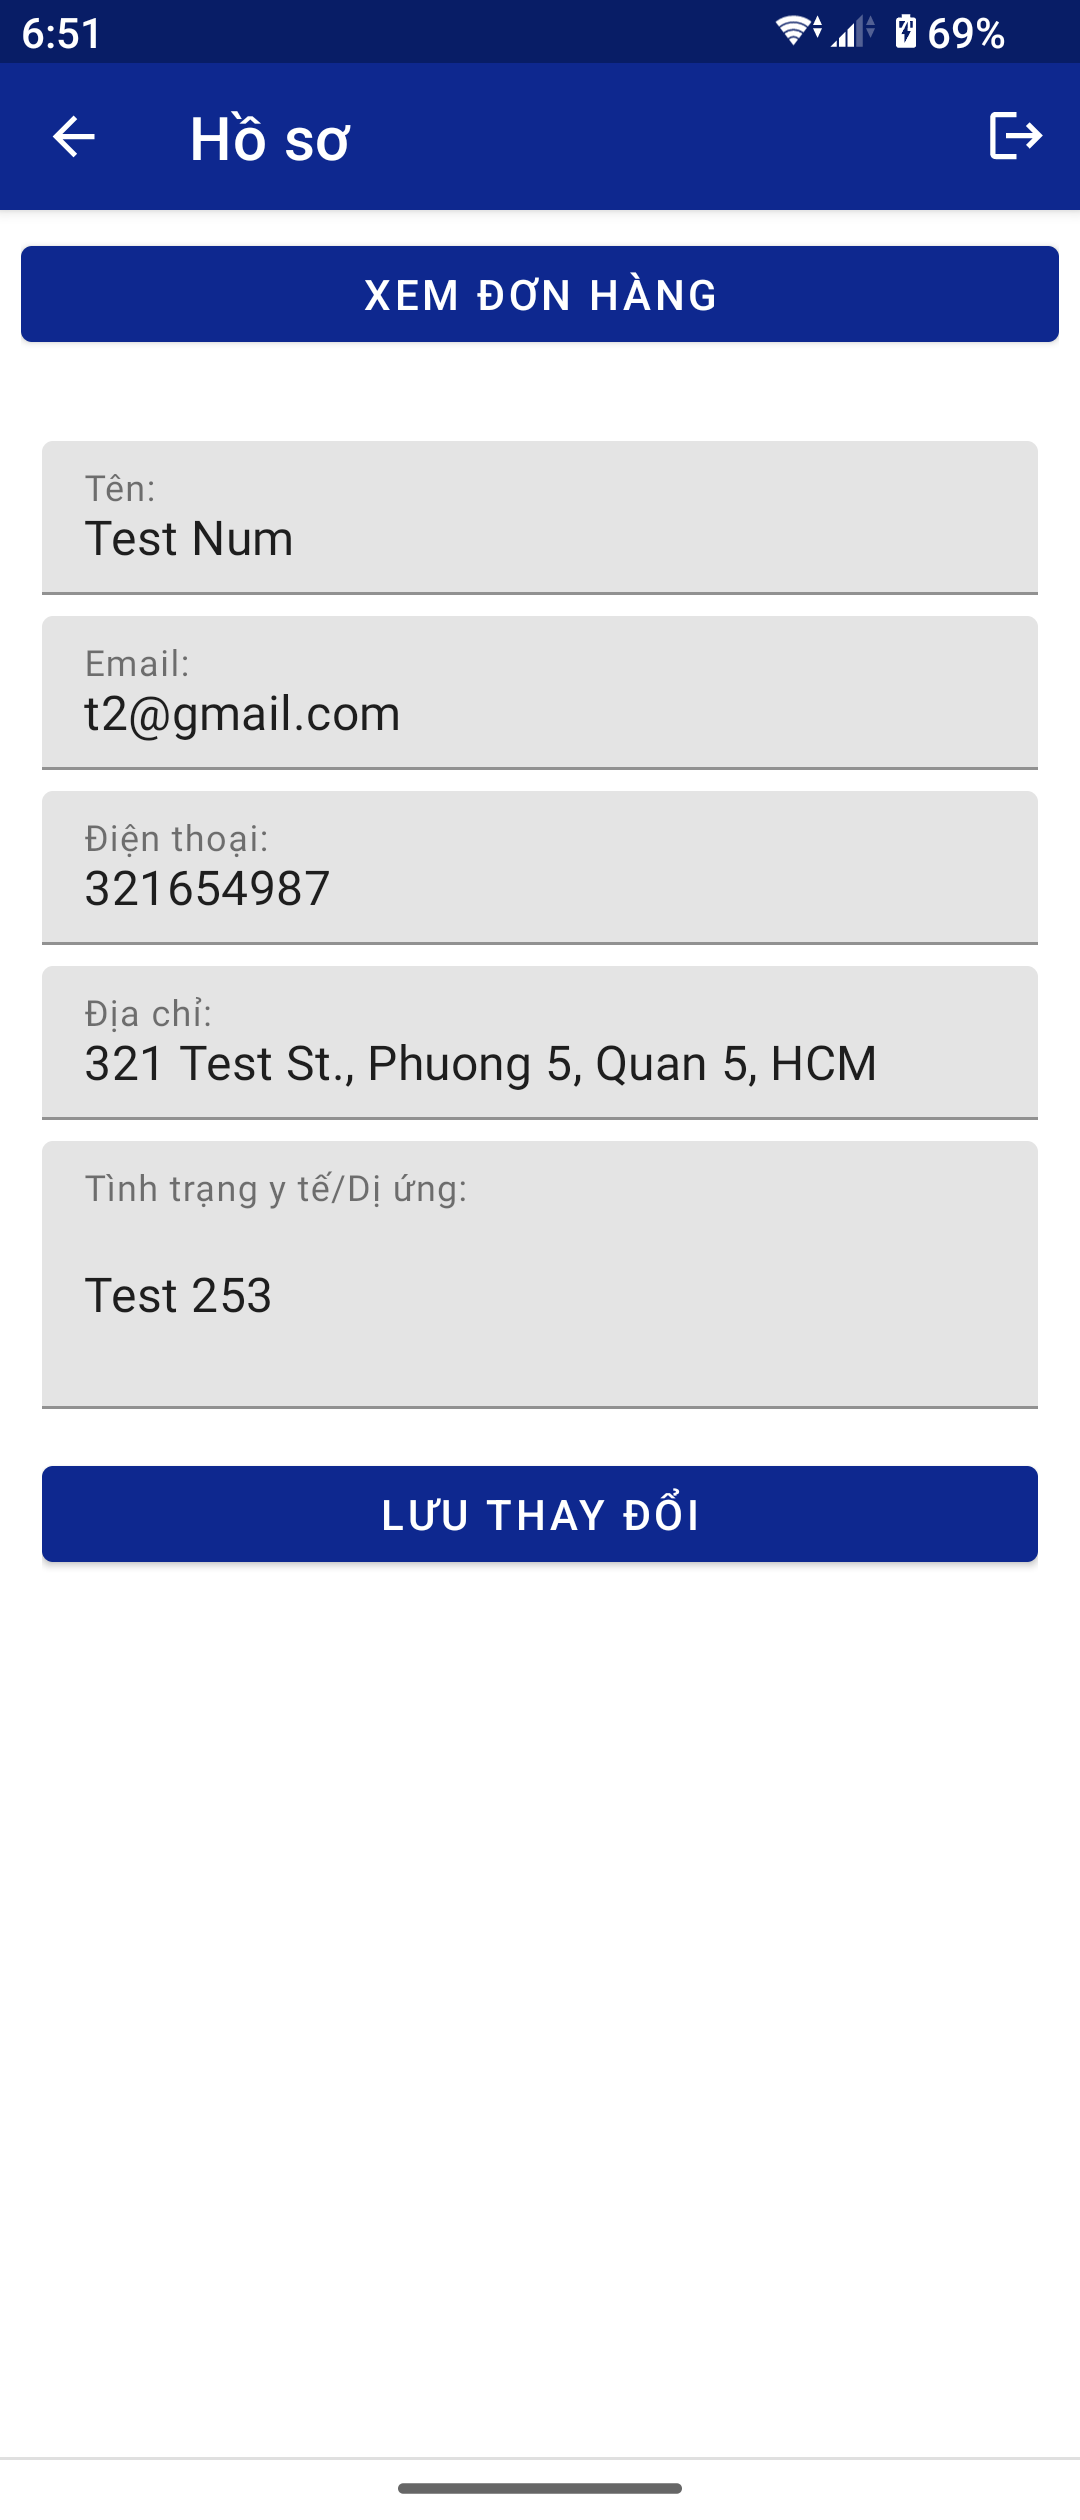 6:51
69%
Hồ sơ
XEM ĐƠN HÀNG
Tên:
Test Num
Email:
t2@gmail.com
Điện thoại:
321654987
Địa chỉ:
321 Test St., Phuong 5, Quan 5, HCM
Tình trạng y tế/Dị ứng:
Test 253
LƯU THAY ĐỔI